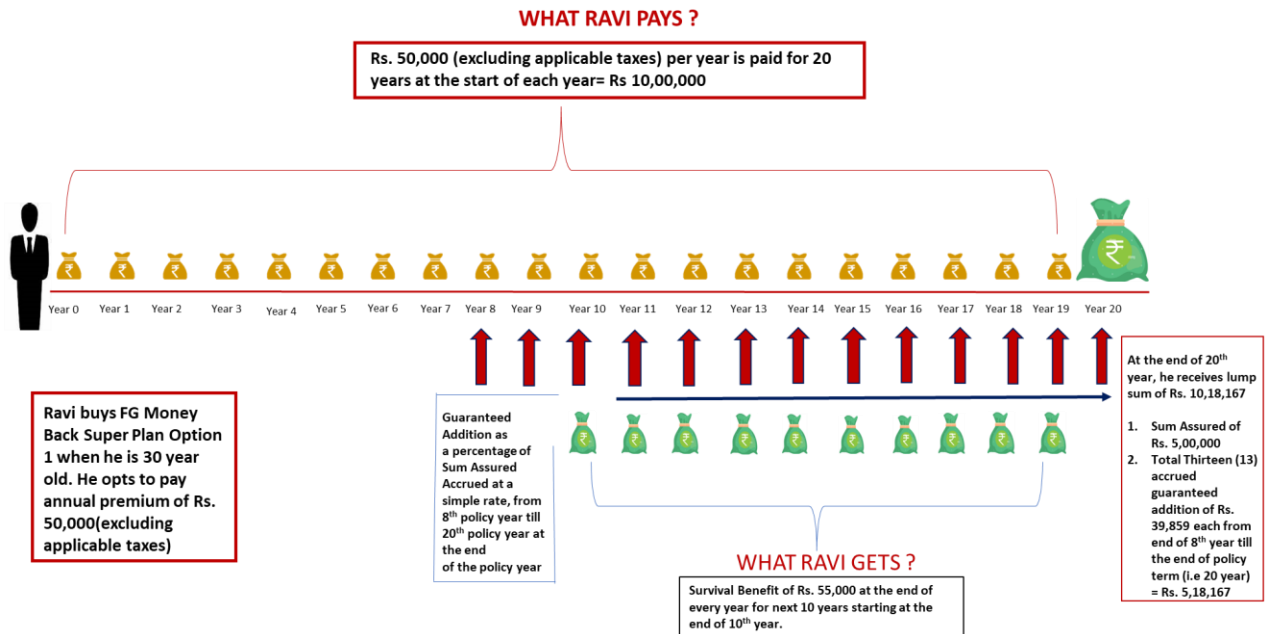 WHAT RAVI PAYS ?
Rs. 50,000 (excluding applicable taxes) per year is paid for 20
years at the start of each year= Rs 10,00,000
₹ ₹ ₹ ₹ ₹ ₹ ₹ ₹ ₹ ₹ ₹ ₹ ₹ ₹ ₹ ₹ ₹ ₹ ₹ ₹ ₹
Year 0 Year 1 Year 2 Year 3 Year 4 Year 5 Year 6 Year 7 Year 8 Year 9 Year 10 Year 11 Year 12 Year 13 Year 14 Year 15 Year 16 Year 17 Year 18 Year 19 Year 20
Ravi buys FG Money
Back Super Plan Option
1 when he is 30 year
old. He opts to pay
annual premium of Rs.
50,000(excluding
applicable taxes)
Guaranteed
Addition as
a percentage of
Sum Assured
Accrued at a
simple rate, from
8th policy year till
20th policy year at
the end
of the policy year
₹ ₹ ₹ ₹ ₹ ₹ ₹ ₹ ₹ ₹
WHAT RAVI GETS ?
Survival Benefit of Rs. 55,000 at the end of
every year for next 10 years starting at the
end of 10th year.
At the end of 20th
year, he receives lump
sum of Rs. 10,18,167
1. Sum Assured of
Rs. 5,00,000
2. Total Thirteen (13)
accrued
guaranteed
addition of Rs.
39,859 each from
end of 8th year till
the end of policy
term (i.e 20 year)
= Rs. 5,18,167